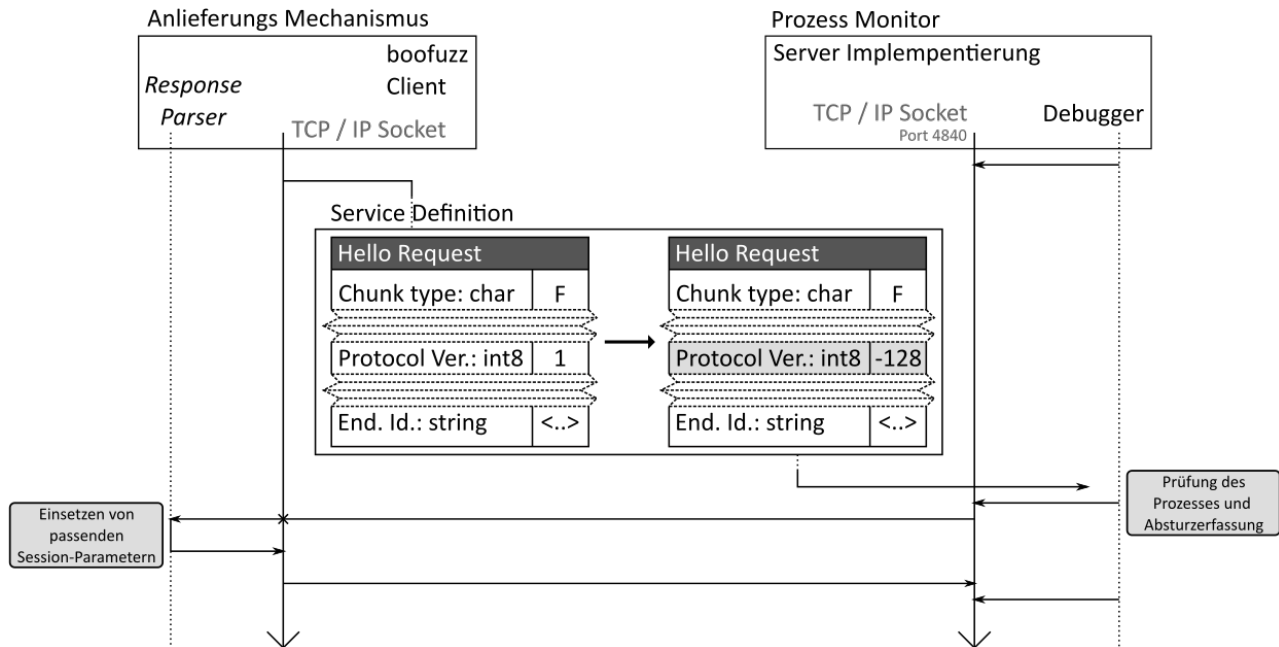 Anlieferungs Mechanismus
boofuzz
Client
Response
Parser
TCP / IP Socket
Prozess Monitor
Server Implempentierung
TCP / IP Socket
Port 4840
Debugger
Service Definition
Hello Request
Chunk type: char F
Protocol Ver.: int8 1
End. Id.: string <..>
Hello Request
Chunk type: char F
Protocol Ver.: int8 -128
End. Id.: string <..>
Einsetzen von
passenden
Session-Parametern
Prüfung des
Prozesses und
Absturzerfassung